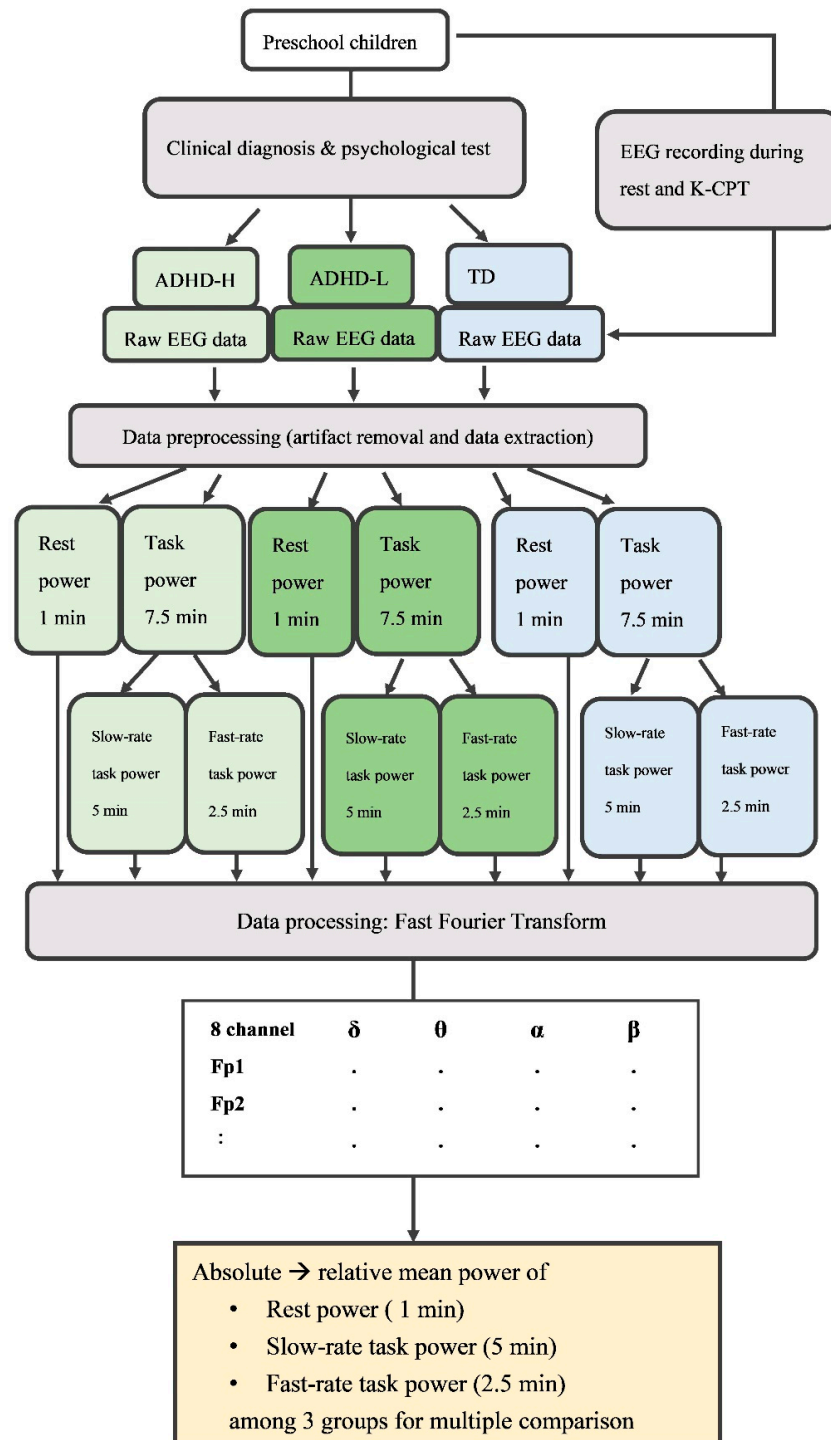 Preschool children
Clinical diagnosis & psychological test
EEG recording during
rest and K-CPT
ADHD-H
ADHD-L
TD
Raw EEG data
Raw EEG data
Raw EEG data
Data preprocessing (artifact removal and data extraction)
Rest
power
1 min
Task
power
7.5 min
Rest
power
1 min
Task
power
7.5 min
Rest
power
1 min
Task
power
7.5 min
Slow-rate
task power
5 min
Fast-rate
task power
2.5 min
Slow-rate
task power
5 min
Fast-rate
task power
2.5 min
Slow-rate
task power
5 min
Fast-rate
task power
2.5 min
Data processing: Fast Fourier Transform
8 channel δ θ α β
Fp1 . . . .
Fp2 . . . .
: . . . .
Absolute → relative mean power of
• Rest power ( 1 min)
• Slow-rate task power (5 min)
• Fast-rate task power (2.5 min)
among 3 groups for multiple comparison